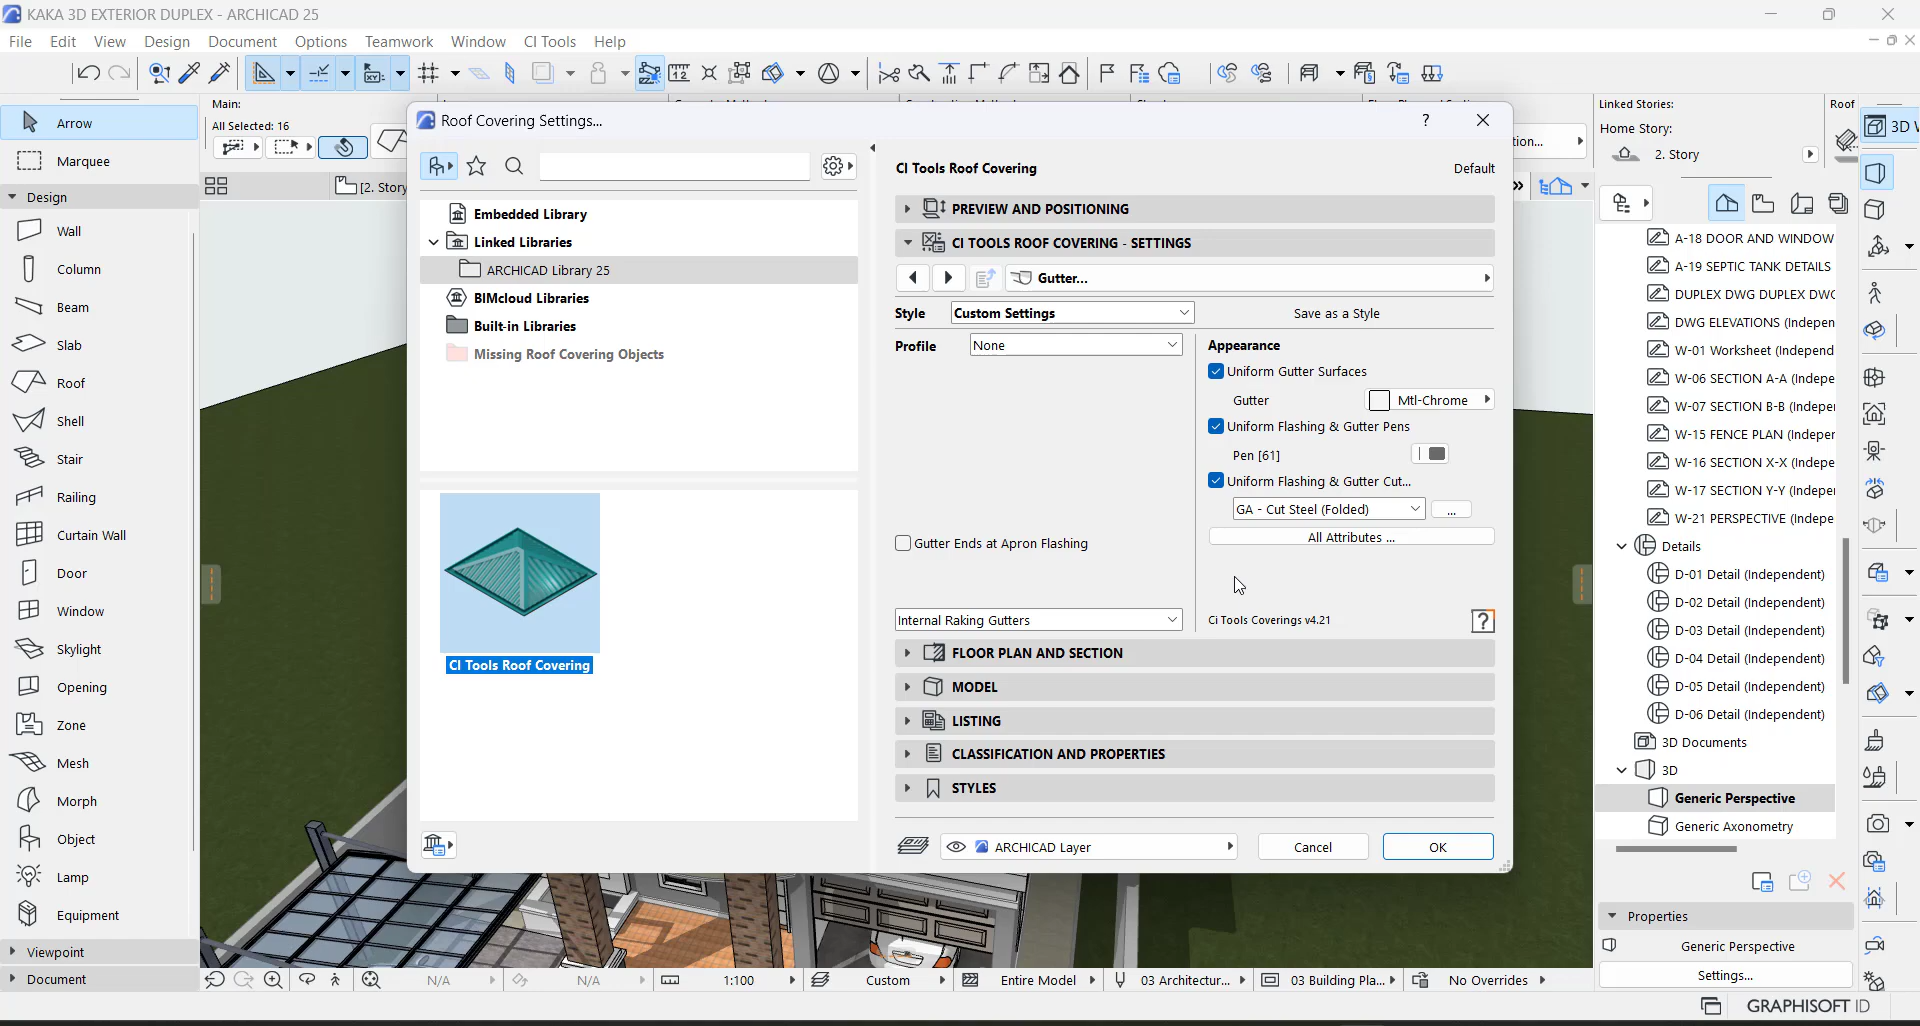 KAKA 3D EXTERIOR DUPLEX - ARCHICAD 25
File Edit View Design Document Options Teamwork Window CI Tools Help
Main:
All Selected: 16
Arrow
Marquee
Design
Wall
Column
Beam
Slab
Roof
Shell
Stair
Railing
Curtain Wall
Door
Window
Skylight
Opening
Zone
Mesh
Morph
Object
Lamp
Equipment
Viewpoint
Document
[2. Story
Roof Covering Settings...
?
Embedded Library
Linked Libraries
ARCHICAD Library 25
BIMcloud Libraries
Built-in Libraries
Missing Roof Covering Objects
CI Tools Roof Covering
CI Tools Roof Covering
Default
PREVIEW AND POSITIONING
CI TOOLS ROOF COVERING - SETTINGS
Gutter...
Style
Custom Settings
Save as a Style
Profile
None
Appearance
Uniform Gutter Surfaces
Gutter
Mtl-Chrome
Uniform Flashing & Gutter Pens
Pen [61]
Uniform Flashing & Gutter Cut...
GA - Cut Steel (Folded)
...
All Attributes ...
Gutter Ends at Apron Flashing
Internal Raking Gutters
Ci Tools Coverings v4.21
?
FLOOR PLAN AND SECTION
MODEL
LISTING
CLASSIFICATION AND PROPERTIES
STYLES
ARCHICAD Layer
Cancel
OK
ion...
Linked Stories:
Home Story:
2. Story
Roof
3D
A-18 DOOR AND WINDOW
A-19 SEPTIC TANK DETAILS
DUPLEX DWG DUPLEX DWG
DWG ELEVATIONS (Indepen
W-01 Worksheet (Independ
W-06 SECTION A-A (Indepe
W-07 SECTION B-B (Indeper
W-15 FENCE PLAN (Indeper
W-16 SECTION X-X (Indepe
W-17 SECTION Y-Y (Indeper
W-21 PERSPECTIVE (Indepe
Details
D-01 Detail (Independent)
D-02 Detail (Independent)
D-03 Detail (Independent)
D-04 Detail (Independent)
D-05 Detail (Independent)
D-06 Detail (Independent)
3D Documents
3D
Generic Perspective
Generic Axonometry
Properties
Generic Perspective
Settings...
N/A
N/A
1:100
Custom
Entire Model
03 Architectur...
03 Building Pla...
No Overrides
GRAPHISOFT ID